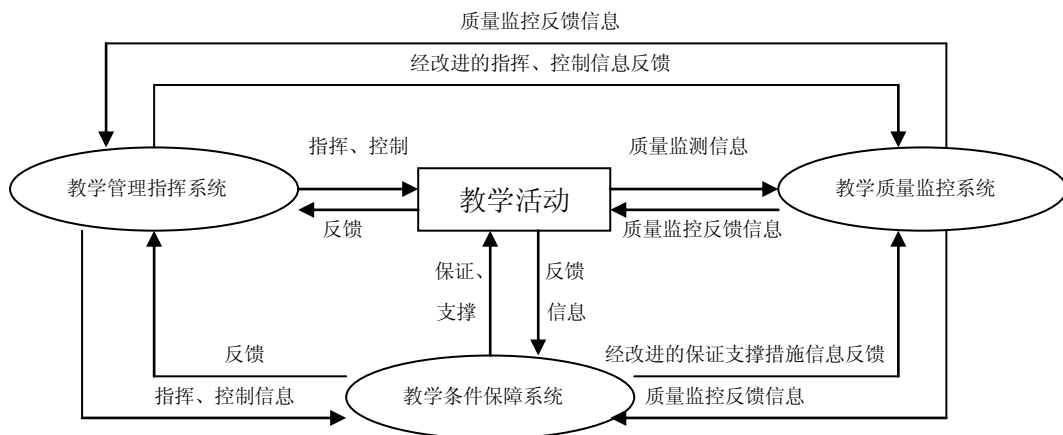 质量监控反馈信息
经改进的指挥、控制信息反馈
指挥、控制
质量监测信息
教学管理指挥系统
教学活动
教学质量监控系统
反馈
质量监控反馈信息
保证、
支撑
反馈
信息
反馈
经改进的保证支撑措施信息反馈
指挥、控制信息
教学条件保障系统
质量监控反馈信息